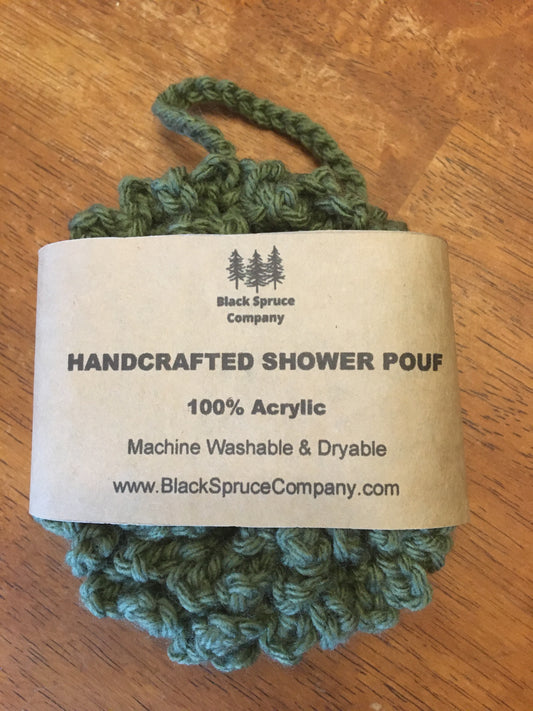 Black Spruce
Company
HANDCRAFTED SHOWER POUF
100% Acrylic
Machine Washable & Dryable
www.BlackSpruceCompany.com